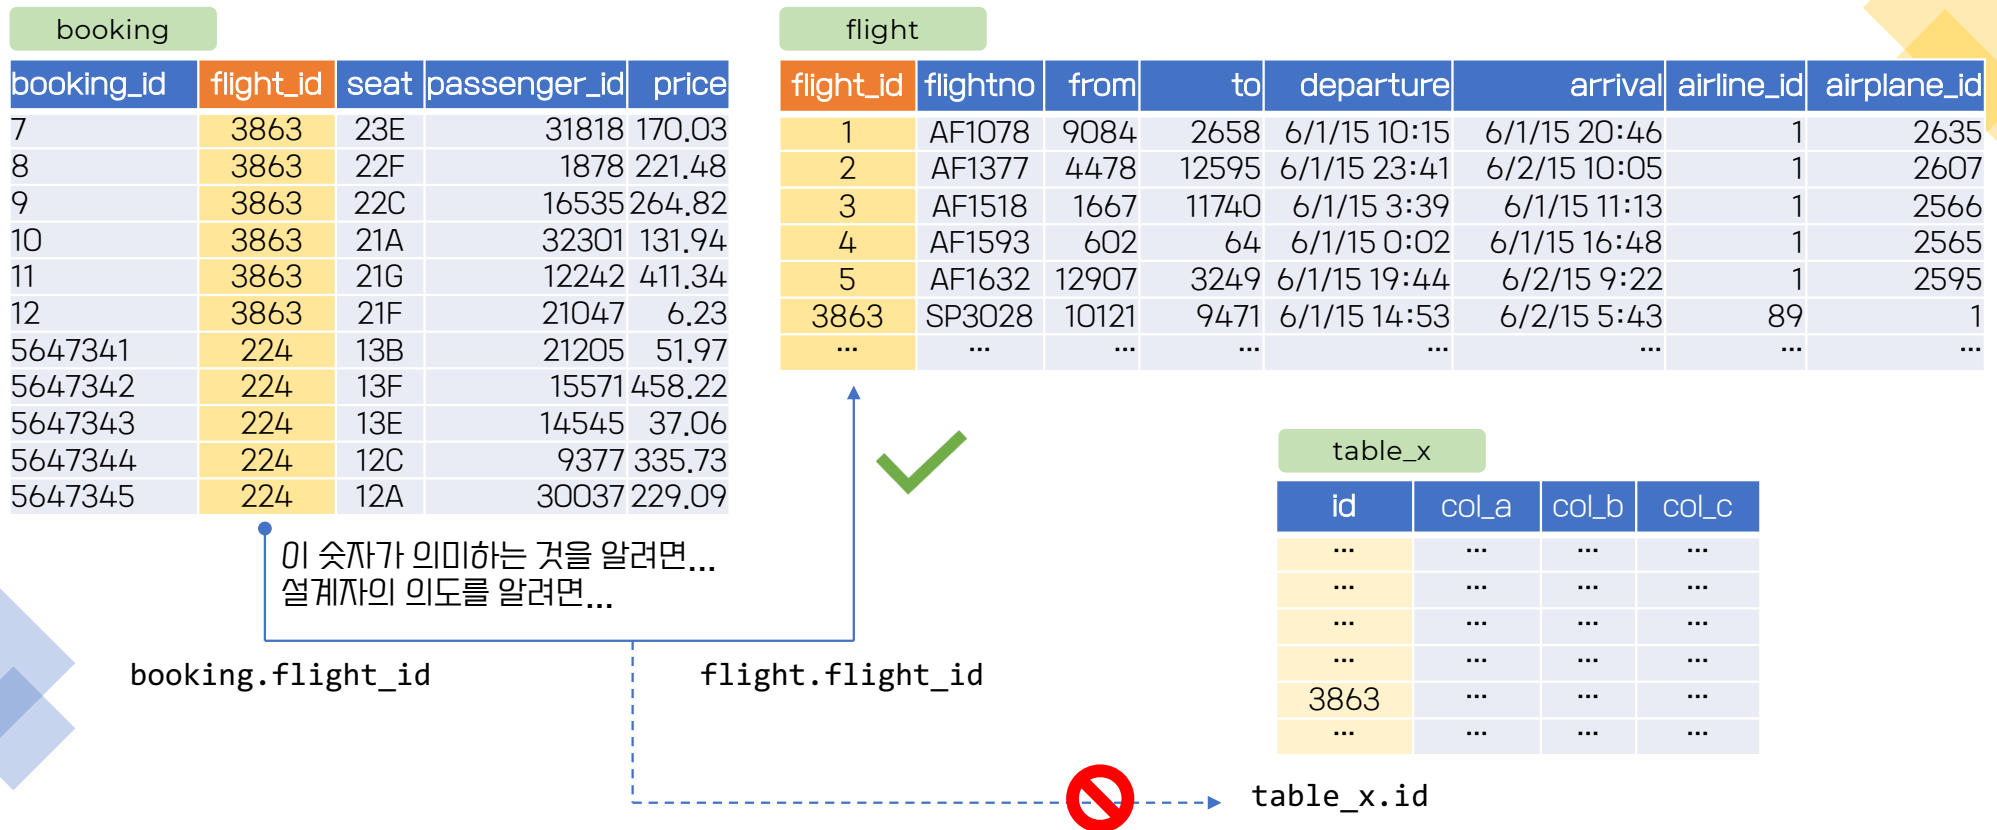 booking
booking_id flight_id seat passenger_id price
7 3863 23E 31818 170.03
8 3863 22F 1878 221.48
9 3863 22C 16535 264.82
10 3863 21A 32301 131.94
11 3863 21G 12242 411.34
12 3863 21F 21047 6.23
5647341 224 13B 21205 51.97
5647342 224 13F 15571 458.22
5647343 224 13E 14545 37.06
5647344 224 12C 9377 335.73
5647345 224 12A 30037 229.09
flight
flight_id flightno from to departure arrival airline_id airplane_id
1 AF1078 9084 2658 6/1/15 10:15 6/1/15 20:46 1 2635
2 AF1377 4478 12595 6/1/15 23:41 6/2/15 10:05 1 2607
3 AF1518 1667 11740 6/1/15 3:39 6/1/15 11:13 1 2566
4 AF1593 602 64 6/1/15 0:02 6/1/15 16:48 1 2565
5 AF1632 12907 3249 6/1/15 19:44 6/2/15 9:22 1 2595
3863 SP3028 10121 9471 6/1/15 14:53 6/2/15 5:43 89 1
... ... ... ... ... ... ... ...
이 숫자가 의미하는 것을 알려면...
설계자의 의도를 알려면...
booking.flight_id
flight.flight_id
table_x
id col_a col_b col_c
... ... ... ...
... ... ... ...
... ... ... ...
... ... ... ...
3863 ... ... ...
... ... ... ...
table_x.id